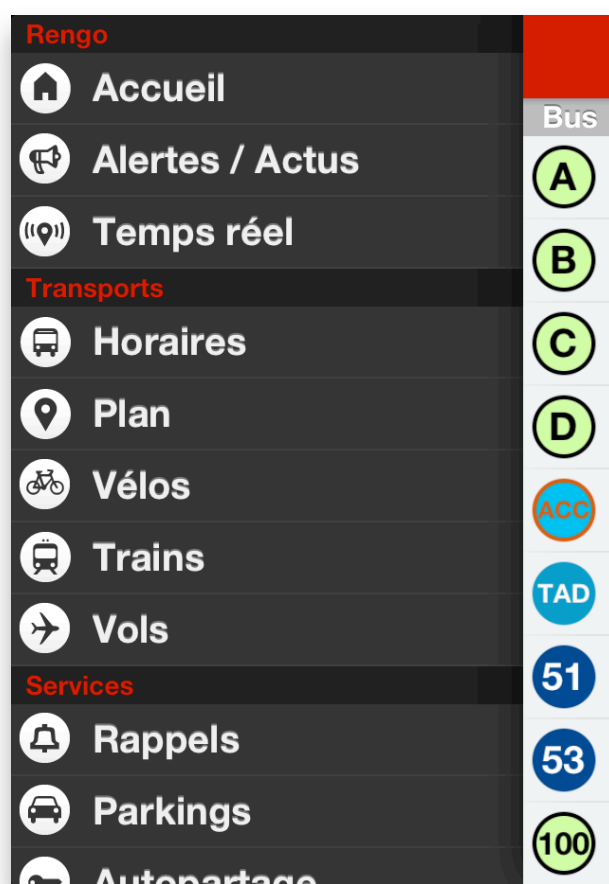 Rengo
Accueil
Alertes / Actus
Temps réel
Transports
Horaires
Plan
Vélos
Trains
Vols
Services
Rappels
Parkings
Autopartage
Bus
A
B
C
D
ACC
TAD
51
53
100